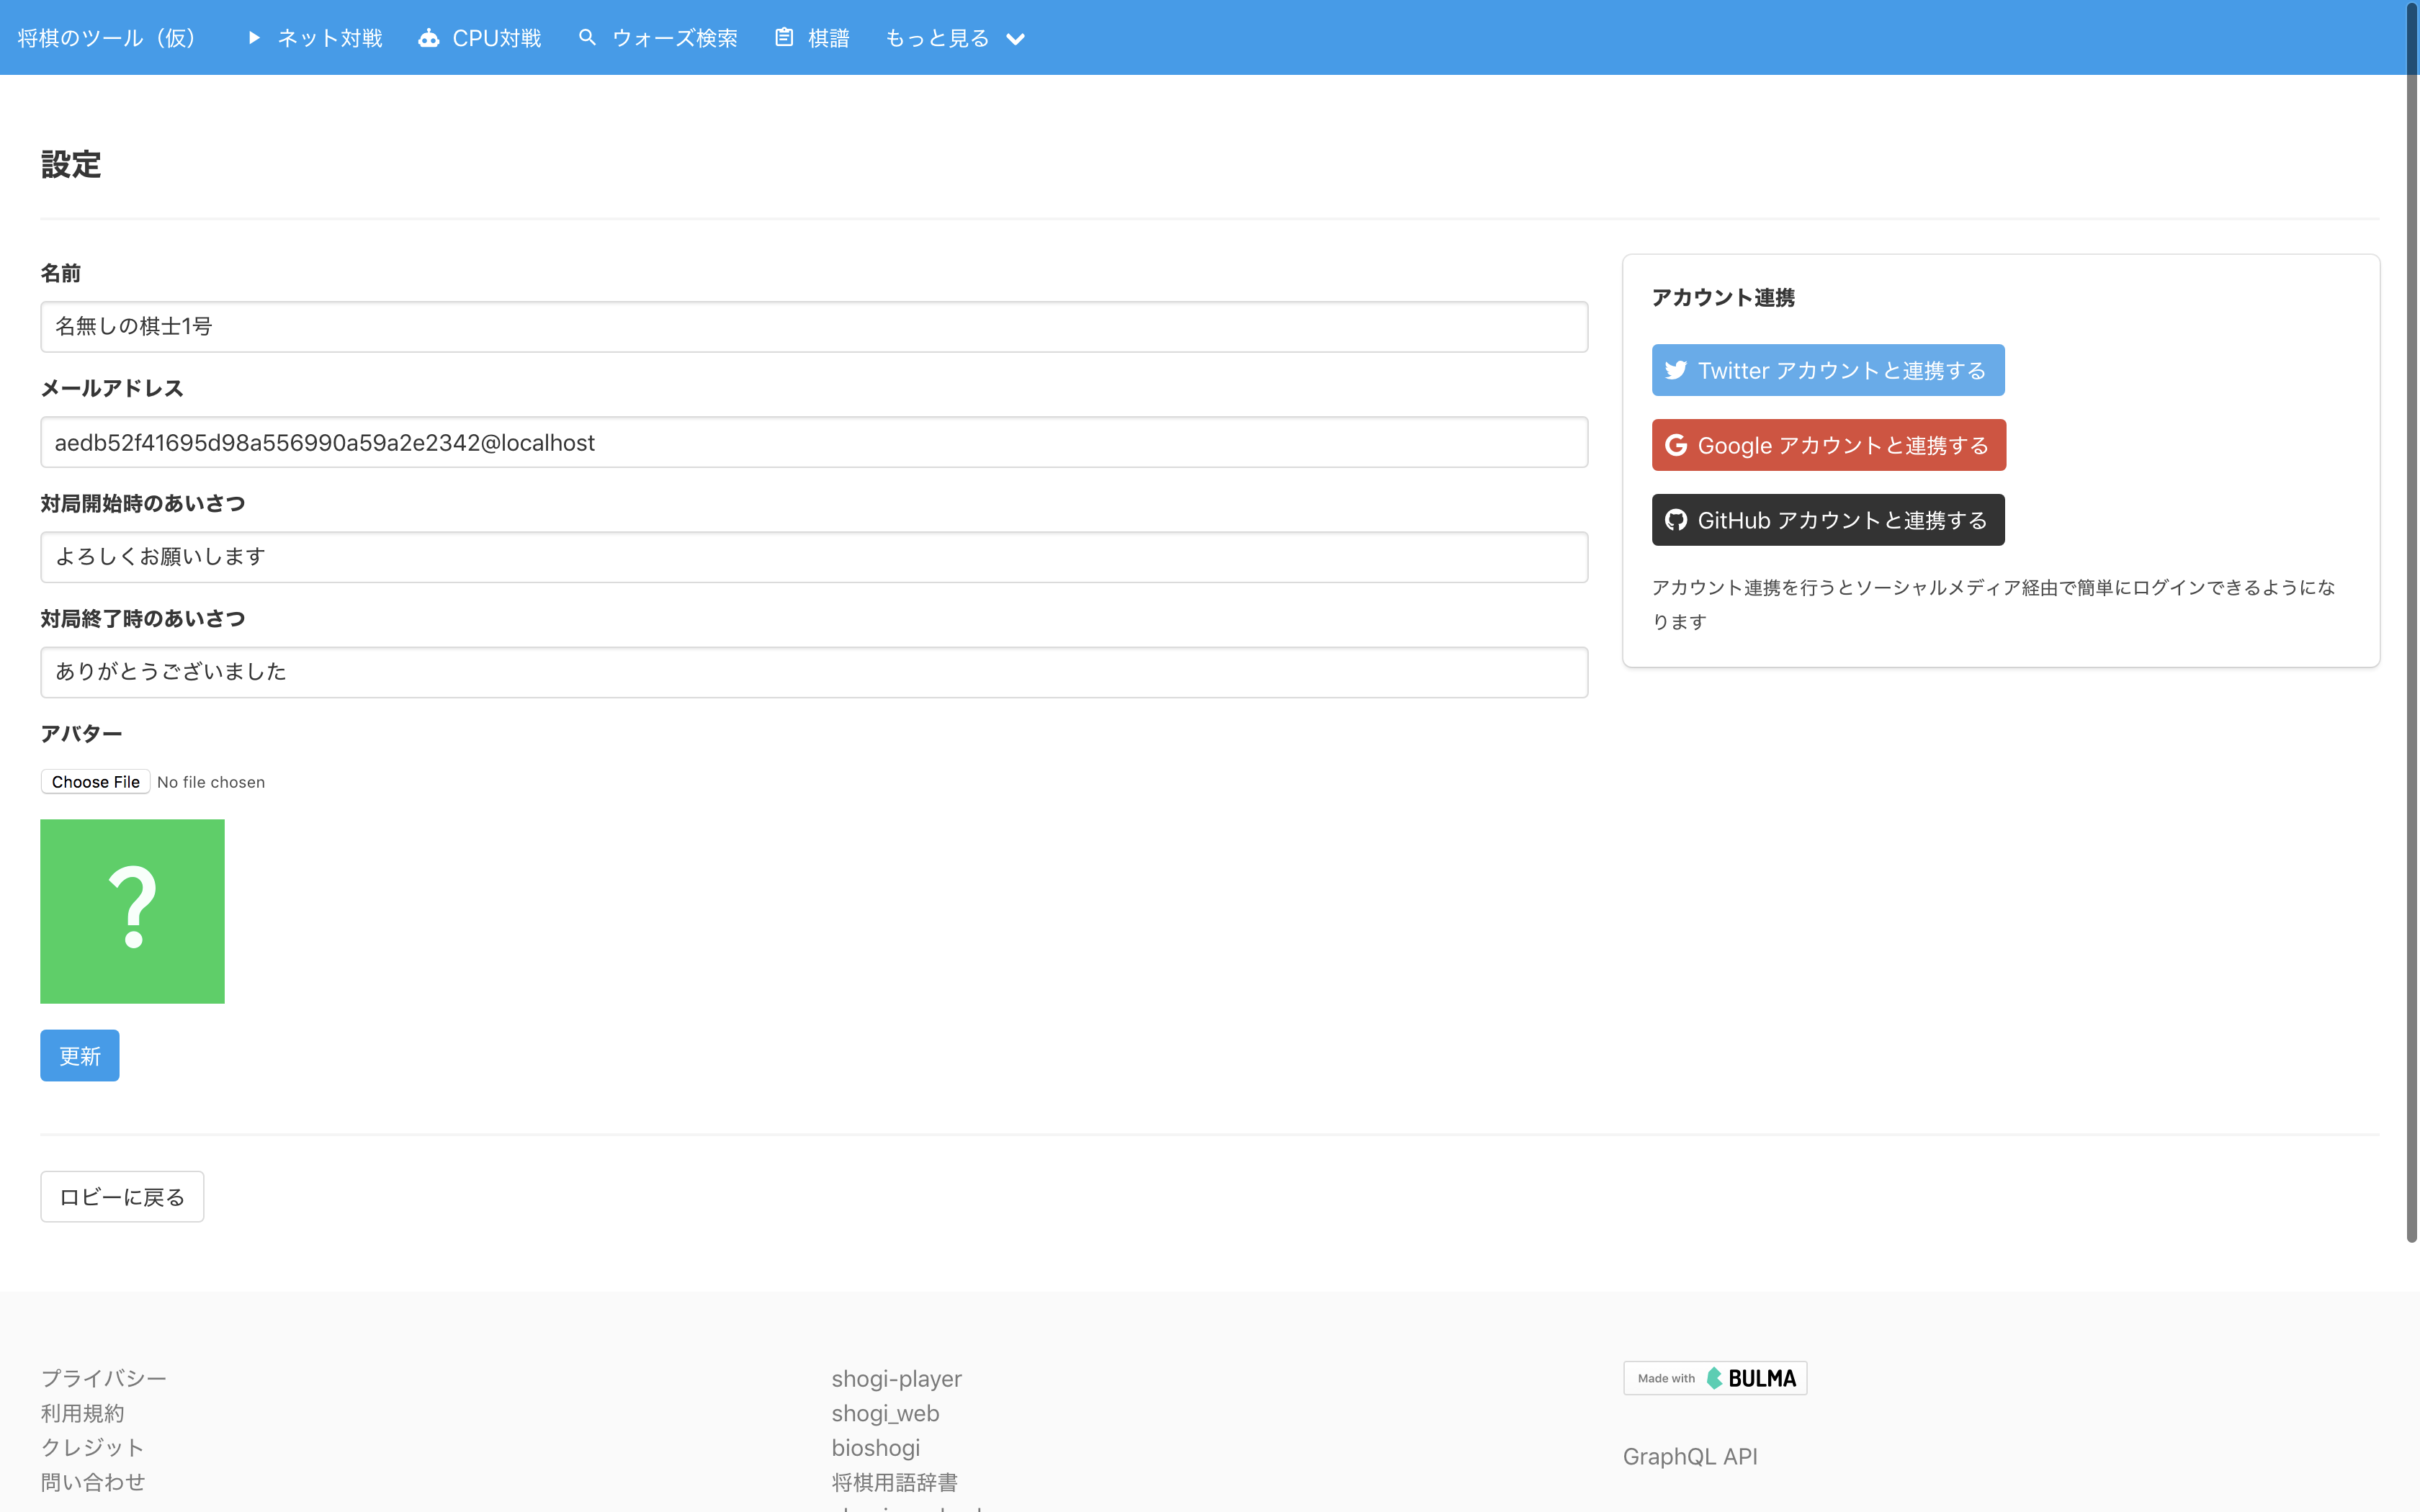 将棋のツール（仮） ネット対戦 CPU対戦 ウォーズ検索 棋譜 もっと見る
設定
名前
名無しの棋士1号
メールアドレス
aedb52f41695d98a556990a59a2e2342@localhost
対局開始時のあいさつ
よろしくお願いします
対局終了時のあいさつ
ありがとうございました
アバター
Choose File No file chosen
?
更新
ロビーに戻る
アカウント連携
Twitter アカウントと連携する
Google アカウントと連携する
GitHub アカウントと連携する
アカウント連携を行うとソーシャルメディア経由で簡単にログインできるようにな
ります
プライバシー
利用規約
クレジット
問い合わせ
shogi-player
shogi_web
bioshogi
将棋用語辞書
Made with BULMA
GraphQL API